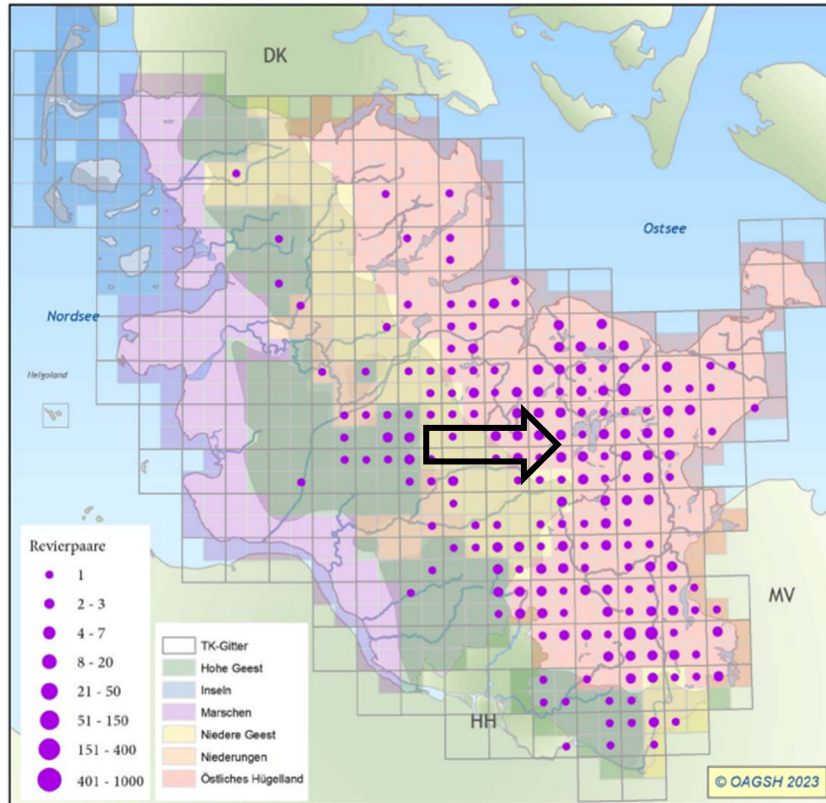 DK
Ostsee
Nordsee
Helgoland
MV
HH
Revierpaare
1
2 - 3
4 - 7
8 - 20
21 - 50
51 - 150
151 - 400
401 - 1000
TK-Gitter
Hohe Geest
Inseln
Marschen
Niedere Geest
Niederungen
Östliches Hügelland
© OAGSH 2023